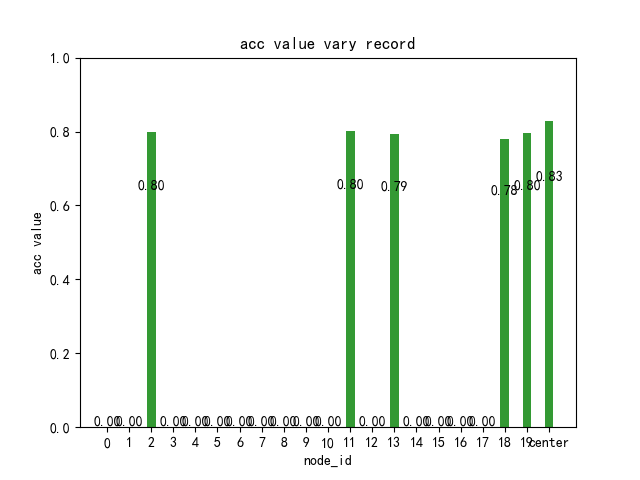 acc value vary record
1.0
0.8
0.6
0.4
0.2
0.0
acc value
0.00 0.00 0.80 0.00 0.00 0.00 0.00 0.00 0.00 0.00 0.00 0.80 0.00 0.79 0.00 0.00 0.00 0.00 0.78 0.80 0.83
0 1 2 3 4 5 6 7 8 9 10 11 12 13 14 15 16 17 18 19 center
node_id